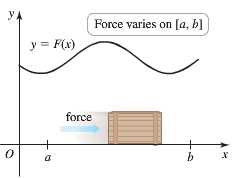 y
Force varies on [a, b]
y = F(x)
force
O a b x